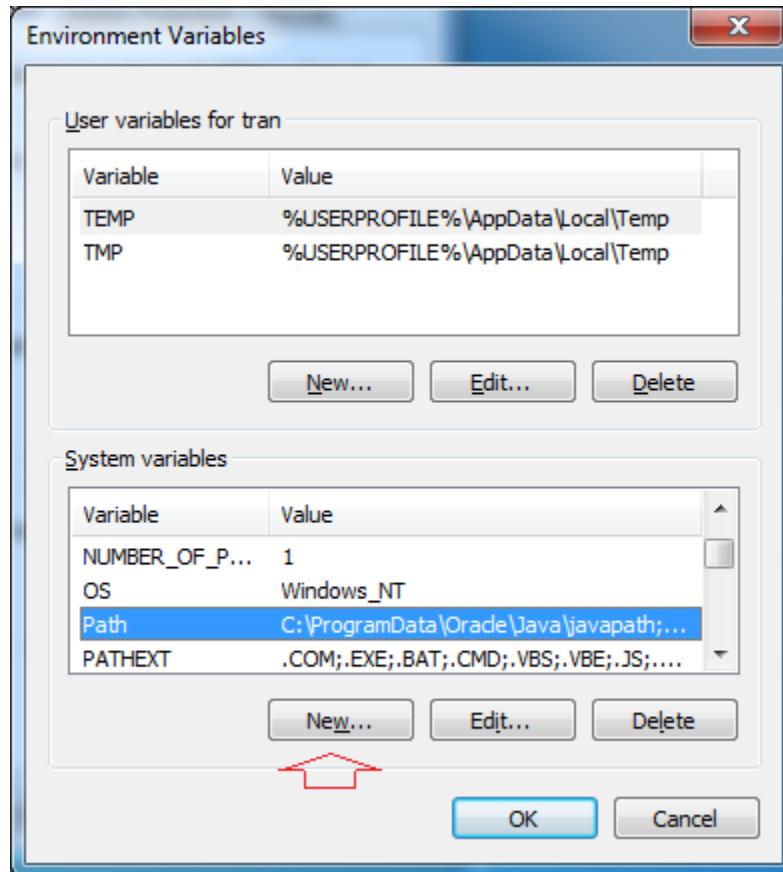 Environment Variables
User variables for tran
Variable Value
TEMP %USERPROFILE%\AppData\Local\Temp
TMP %USERPROFILE%\AppData\Local\Temp
New... Edit... Delete
System variables
Variable Value
NUMBER_OF_P... 1
OS Windows_NT
Path C:\ProgramData\Oracle\Java\javapath;...
PATHEXT .COM;.EXE;.BAT;.CMD;.VBS;.VBE;.JS;....
New... Edit... Delete
OK Cancel